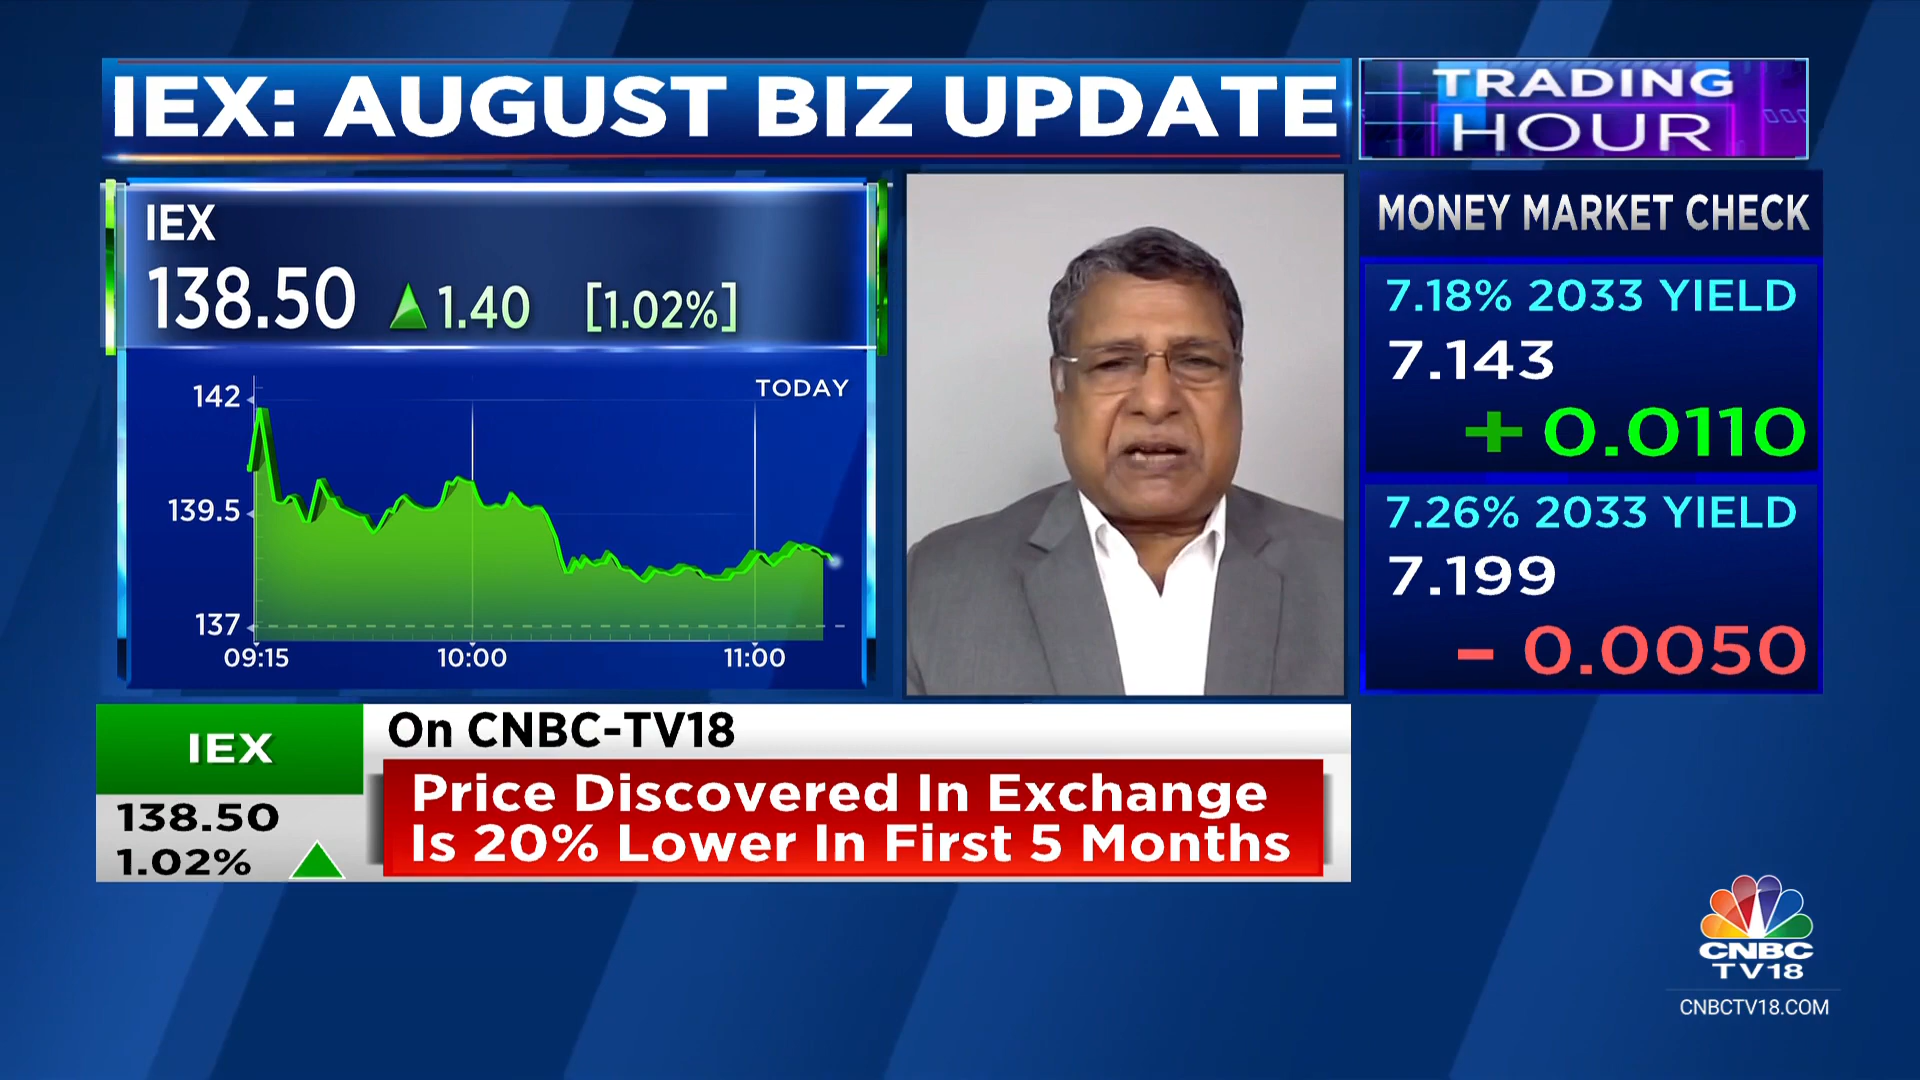 IEX: AUGUST BIZ UPDATE
TRADING
HOUR
IEX
138.50 ▲ 1.40 [1.02%]
TODAY
142
139.5
137
09:15 10:00 11:00
MONEY MARKET CHECK
7.18% 2033 YIELD
7.143
+ 0.0110
7.26% 2033 YIELD
7.199
- 0.0050
IEX
138.50
1.02% ▲
On CNBC-TV18
Price Discovered In Exchange
Is 20% Lower In First 5 Months
CNBC
TV18
CNBCTV18.COM